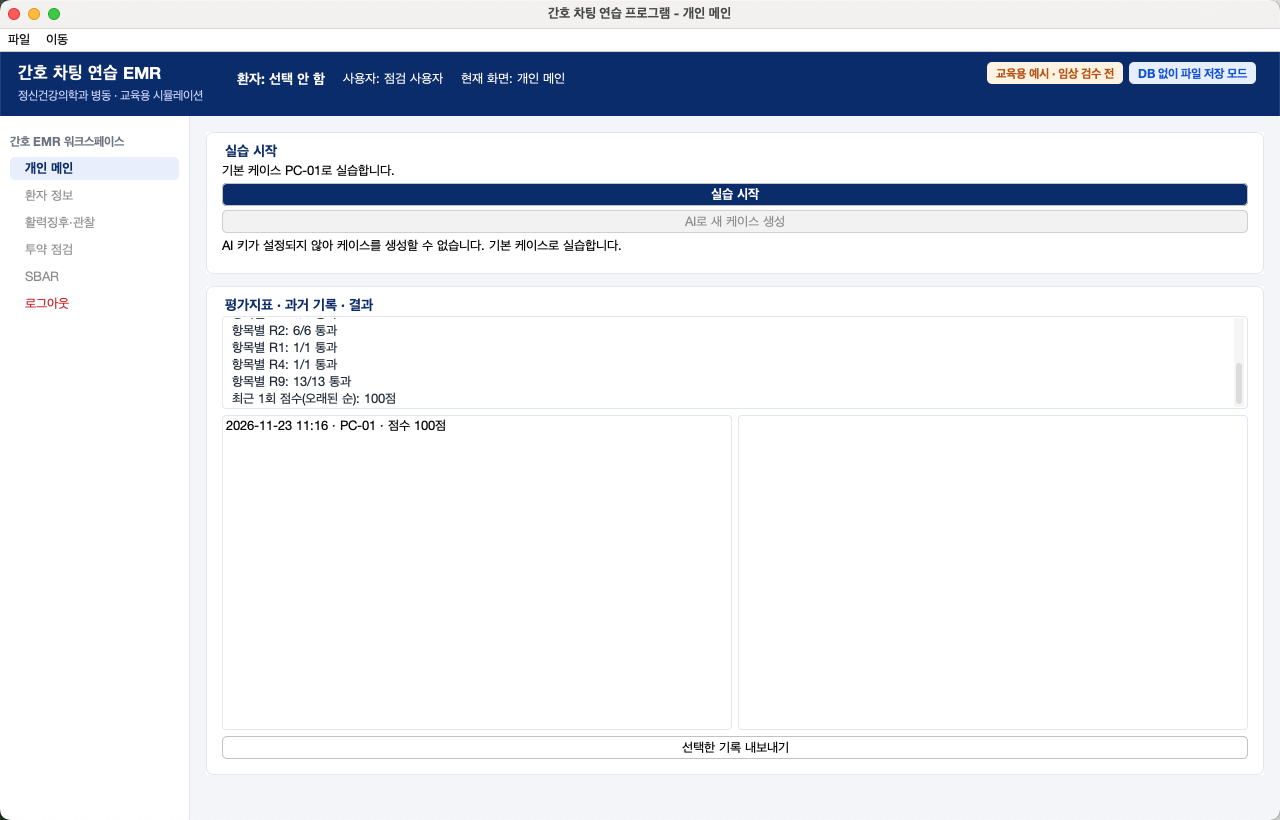 간호 차팅 연습 프로그램 - 개인 메인
파일 이동
간호 차팅 연습 EMR
정신건강의학과 병동 · 교육용 시뮬레이션
환자: 선택 안 함 사용자: 점검 사용자 현재 화면: 개인 메인
교육용 예시 · 임상 검수 전
DB 없이 파일 저장 모드
간호 EMR 워크스페이스
개인 메인
환자 정보
활력징후·관찰
투약 점검
SBAR
로그아웃
실습 시작
기본 케이스 PC-01로 실습합니다.
실습 시작
AI로 새 케이스 생성
AI 키가 설정되지 않아 케이스를 생성할 수 없습니다. 기본 케이스로 실습합니다.
평가지표 · 과거 기록 · 결과
항목별 R2: 6/6 통과
항목별 R1: 1/1 통과
항목별 R4: 1/1 통과
항목별 R9: 13/13 통과
최근 1회 점수(오래된 순): 100점
2026-11-23 11:16 · PC-01 · 점수 100점
선택한 기록 내보내기